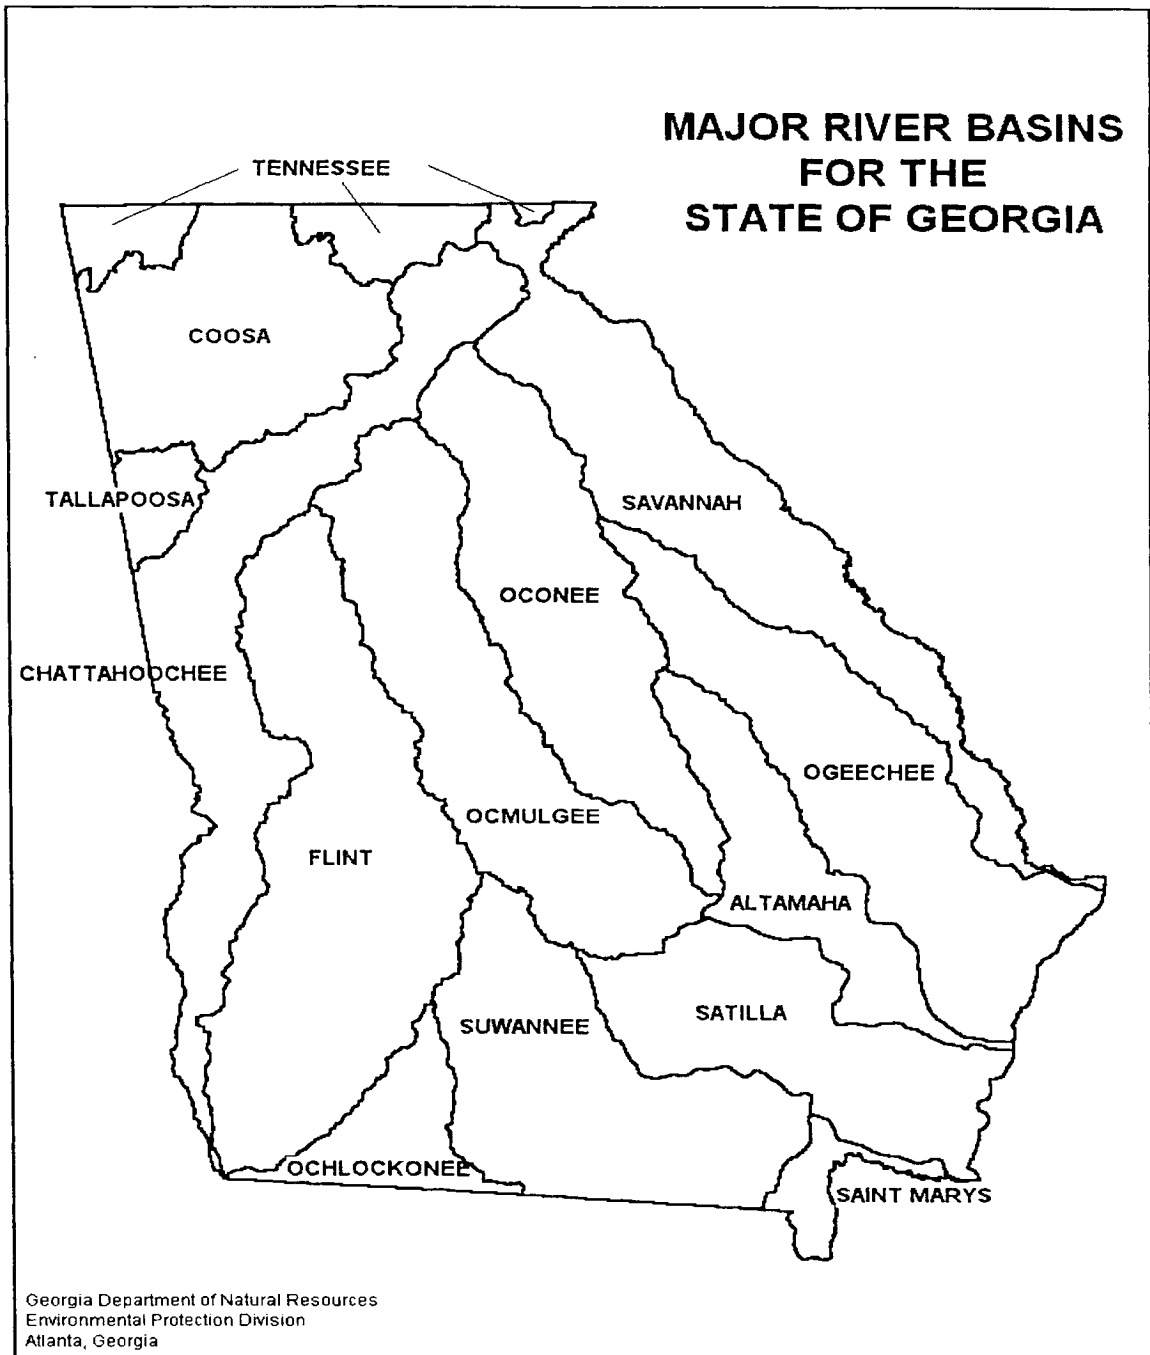 MAJOR RIVER BASINS
FOR THE
STATE OF GEORGIA
TENNESSEE
COOSA
TALLAPOOSA
SAVANNAH
OCONEE
CHATTAHOOCHEE
OGEECHEE
OCMULGEE
FLINT
ALTAMAHA
SATILLA
SUWANNEE
OCHLOCKONEE
SAINT MARYS
Georgia Department of Natural Resources
Environmental Protection Division
Atlanta, Georgia